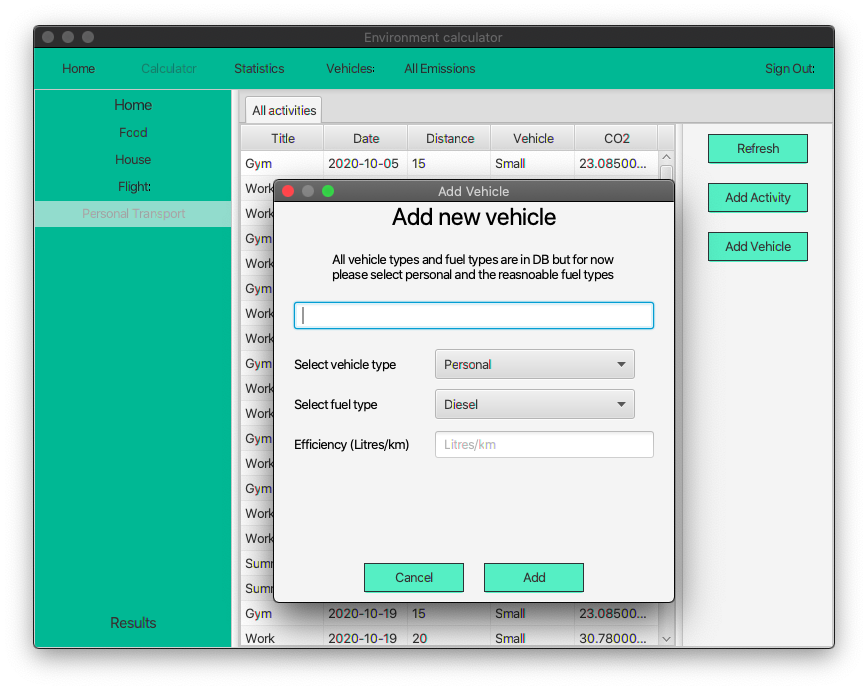 Environment calculator
Home Calculator Statistics Vehicles: All Emissions Sign Out:
Home
Food
House
Flight:
Personal Transport
Results
All activities
Title Date Distance Vehicle CO2
Gym 2020-10-05 15 Small 23.08500...
Work
Work
Gym
Work
Gym
Work
Work
Gym
Work
Work
Gym
Work
Gym
Work
Work
Gym 2020-10-19 15 Small 23.08500...
Work 2020-10-19 20 Small 30.78000...
Refresh
Add Activity
Add Vehicle
Add Vehicle
Add new vehicle
All vehicle types and fuel types are in DB but for now
please select personal and the reasnoable fuel types
Select vehicle type Personal
Select fuel type Diesel
Efficiency (Litres/km) Litres/km
Cancel Add